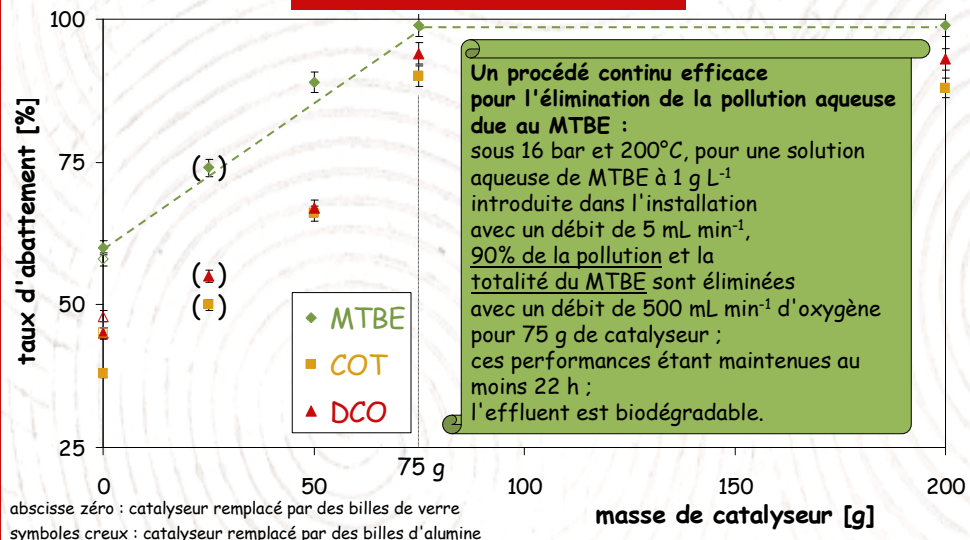 100
75
50
25
taux d'abattement [%]
( )
( )
( )
MTBE
COT
DCO
Un procédé continu efficace
pour l'élimination de la pollution aqueuse
due au MTBE :
sous 16 bar et 200°C, pour une solution
aqueuse de MTBE à 1 g L⁻¹
introduite dans l'installation
avec un débit de 5 mL min⁻¹,
90% de la pollution et la
totalité du MTBE sont éliminées
avec un débit de 500 mL min⁻¹ d'oxygène
pour 75 g de catalyseur ;
ces performances étant maintenues au
moins 22 h ;
l'effluent est biodégradable.
75 g
0 50 100 150 200
masse de catalyseur [g]
abscisse zéro : catalyseur remplacé par des billes de verre
symboles creux : catalyseur remplacé par des billes d'alumine